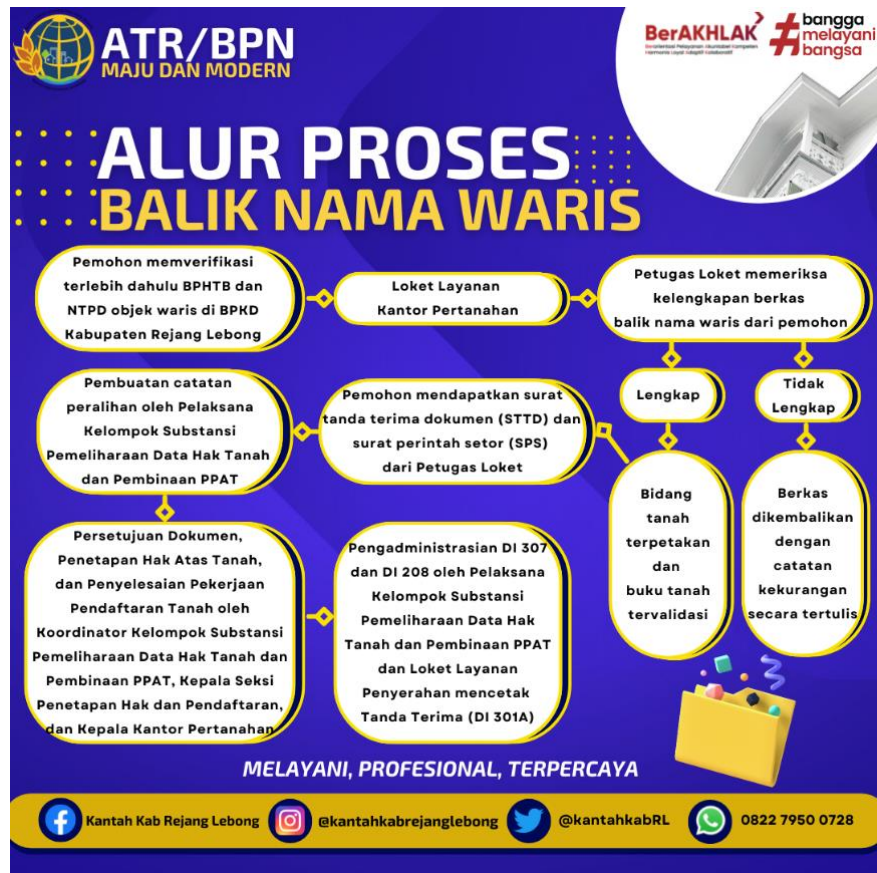 ATR/BPN
MAJU DAN MODERN
BerAKHLAK
Berorientasi Pelayanan Akuntabel Kompeten
Harmonis Loyal Adaptif Kolaboratif
#bangga
melayani
bangsa
ALUR PROSES
BALIK NAMA WARIS
Pemohon memverifikasi
terlebih dahulu BPHTB dan
NTPD objek waris di BPKD
Kabupaten Rejang Lebong
Loket Layanan
Kantor Pertanahan
Petugas Loket memeriksa
kelengkapan berkas
balik nama waris dari pemohon
Lengkap
Tidak
Lengkap
Bidang
tanah
terpetakan
dan
buku tanah
tervalidasi
Berkas
dikembalikan
dengan
catatan
kekurangan
secara tertulis
Pemohon mendapatkan surat
tanda terima dokumen (STTD) dan
surat perintah setor (SPS)
dari Petugas Loket
Pembuatan catatan
peralihan oleh Pelaksana
Kelompok Substansi
Pemeliharaan Data Hak Tanah
dan Pembinaan PPAT
Persetujuan Dokumen,
Penetapan Hak Atas Tanah,
dan Penyelesaian Pekerjaan
Pendaftaran Tanah oleh
Koordinator Kelompok Substansi
Pemeliharaan Data Hak Tanah dan
Pembinaan PPAT, Kepala Seksi
Penetapan Hak dan Pendaftaran,
dan Kepala Kantor Pertanahan
Pengadministrasian DI 307
dan DI 208 oleh Pelaksana
Kelompok Substansi
Pemeliharaan Data Hak
Tanah dan Pembinaan PPAT
dan Loket Layanan
Penyerahan mencetak
Tanda Terima (DI 301A)
MELAYANI, PROFESIONAL, TERPERCAYA
Kantah Kab Rejang Lebong
@kantahkabrejanglebong
@kantahkabRL
0822 7950 0728